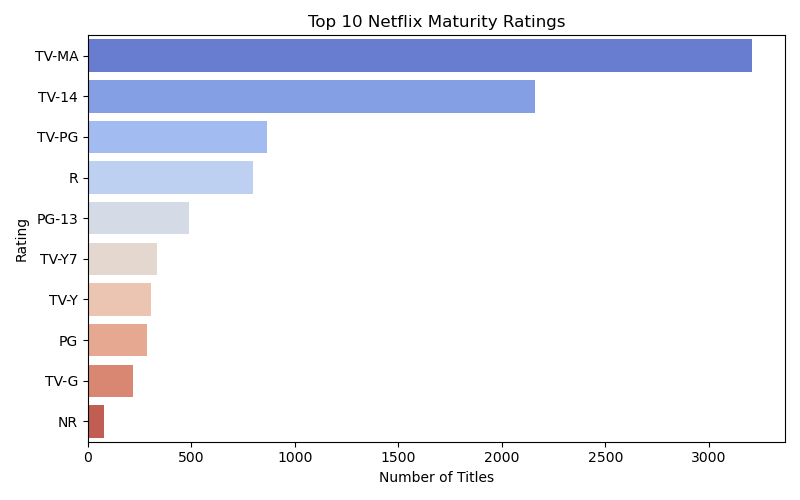 Top 10 Netflix Maturity Ratings
TV-MA
TV-14
TV-PG
R
PG-13
TV-Y7
TV-Y
PG
TV-G
NR
Rating
0 500 1000 1500 2000 2500 3000
Number of Titles